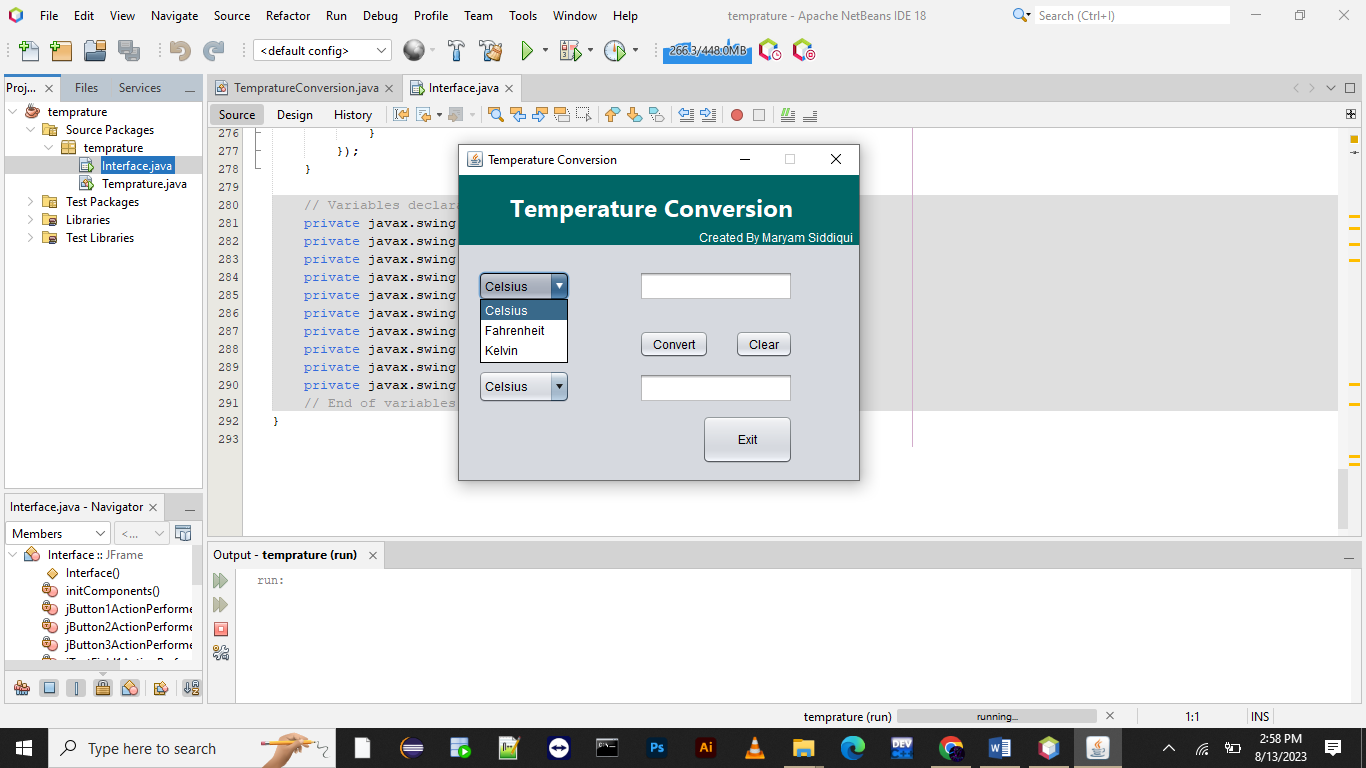 File Edit View Navigate Source Refactor Run Debug Profile Team Tools Window Help
temprature - Apache NetBeans IDE 18
Search (Ctrl+I)
<default config>
266.3/448.0MB
Proj... Files Services
TempratureConversion.java Interface.java
Source Design History
temprature
Source Packages
temprature
Interface.java
Temprature.java
Test Packages
Libraries
Test Libraries
276 }
277 });
278 }
279
280 // Variables declara
281 private javax.swing
282 private javax.swing
283 private javax.swing
284 private javax.swing
285 private javax.swing
286 private javax.swing
287 private javax.swing
288 private javax.swing
289 private javax.swing
290 private javax.swing
291 // End of variables
292 }
293
Temperature Conversion
Temperature Conversion
Created By Maryam Siddiqui
Celsius
Celsius
Fahrenheit
Kelvin
Convert Clear
Celsius
Exit
Interface.java - Navigator
Members <...
Interface :: JFrame
Interface()
initComponents()
jButton1ActionPerforme
jButton2ActionPerforme
jButton3ActionPerforme
Output - temprature (run)
run:
temprature (run) running... 1:1 INS
Type here to search
Ps Ai DEV
2:58 PM
8/13/2023